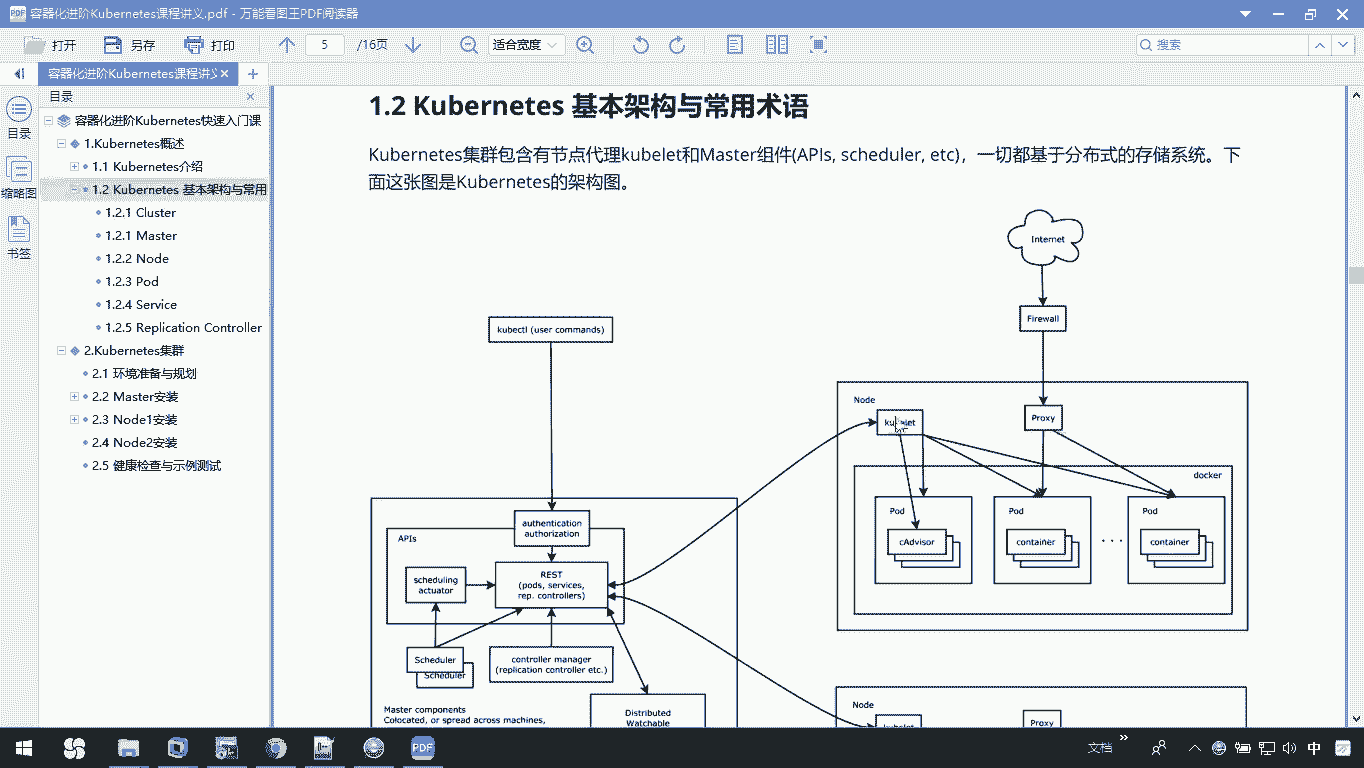 容器化进阶Kubernetes课程讲义.pdf - 万能看图王PDF阅读器
打开 另存 打印 5 /16页 适合宽度 搜索
容器化进阶Kubernetes课程讲义
目录
目录
缩略图
书签
容器化进阶Kubernetes快速入门课
1.Kubernetes概述
1.1 Kubernetes介绍
1.2 Kubernetes 基本架构与常用
1.2.1 Cluster
1.2.1 Master
1.2.2 Node
1.2.3 Pod
1.2.4 Service
1.2.5 Replication Controller
2.Kubernetes集群
2.1 环境准备与规划
2.2 Master安装
2.3 Node1安装
2.4 Node2安装
2.5 健康检查与示例测试
1.2 Kubernetes 基本架构与常用术语
Kubernetes集群包含有节点代理kubelet和Master组件(APIs, scheduler, etc)，一切都基于分布式的存储系统。下
面这张图是Kubernetes的架构图。
Internet
Firewall
kubectl (user commands)
Node
kubelet
Proxy
docker
Pod
cAdvisor
Pod
container
. . .
Pod
container
authentication
authorization
APIs
scheduling
actuator
REST
(pods, services,
rep. controllers)
Scheduler
Scheduler
controller manager
(replication controller etc.)
Master components
Colocated, or spread across machines,
Distributed
Watchable
Node
kubelet
Proxy
PDF
文档
中